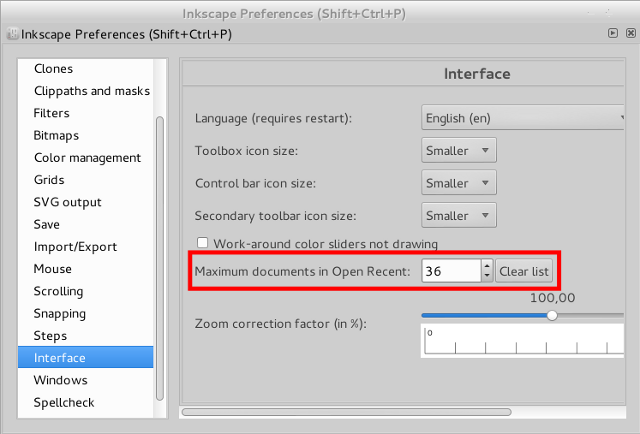 Inkscape Preferences (Shift+Ctrl+P)
Inkscape Preferences (Shift+Ctrl+P)
Clones
Clippaths and masks
Filters
Bitmaps
Color management
Grids
SVG output
Save
Import/Export
Mouse
Scrolling
Snapping
Steps
Interface
Windows
Spellcheck
Interface
Language (requires restart): English (en)
Toolbox icon size: Smaller
Control bar icon size: Smaller
Secondary toolbar icon size: Smaller
Work-around color sliders not drawing
Maximum documents in Open Recent: 36 Clear list
100,00
Zoom correction factor (in %):
0